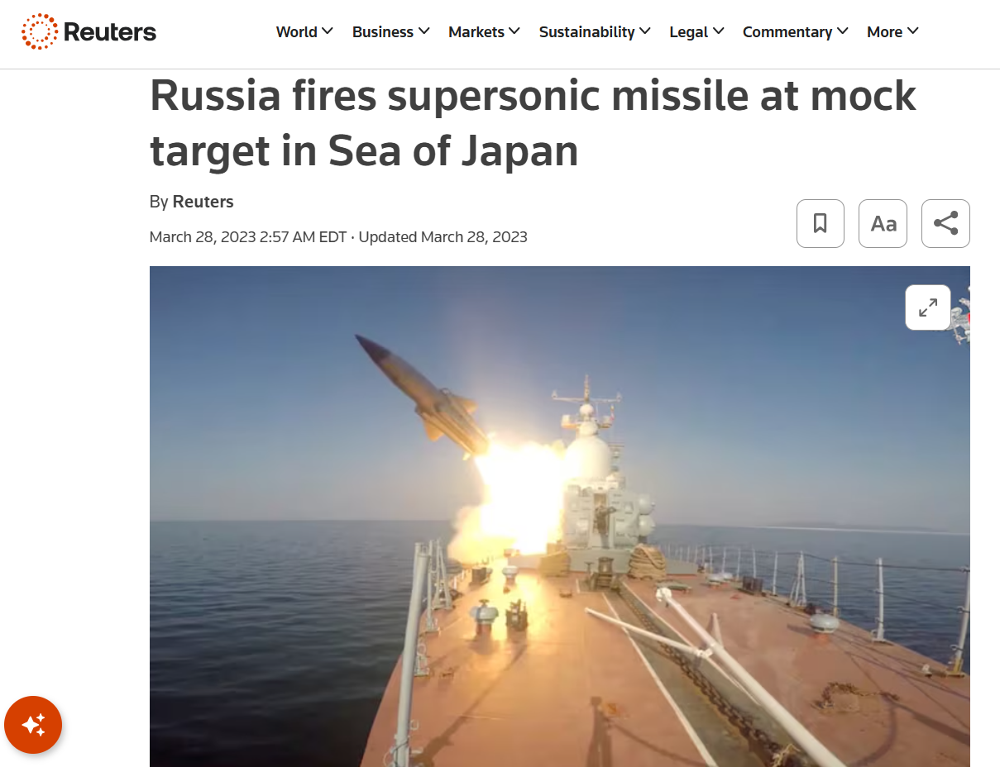 Reuters
World Business Markets Sustainability Legal Commentary More
Russia fires supersonic missile at mock
target in Sea of Japan
By Reuters
March 28, 2023 2:57 AM EDT · Updated March 28, 2023
Aa